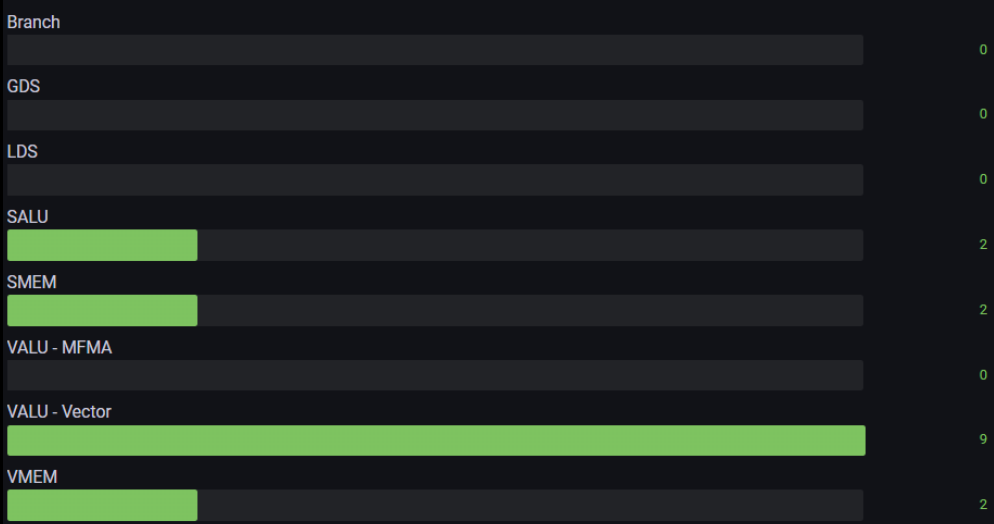 Branch
0
GDS
0
LDS
0
SALU
2
SMEM
2
VALU - MFMA
0
VALU - Vector
9
VMEM
2